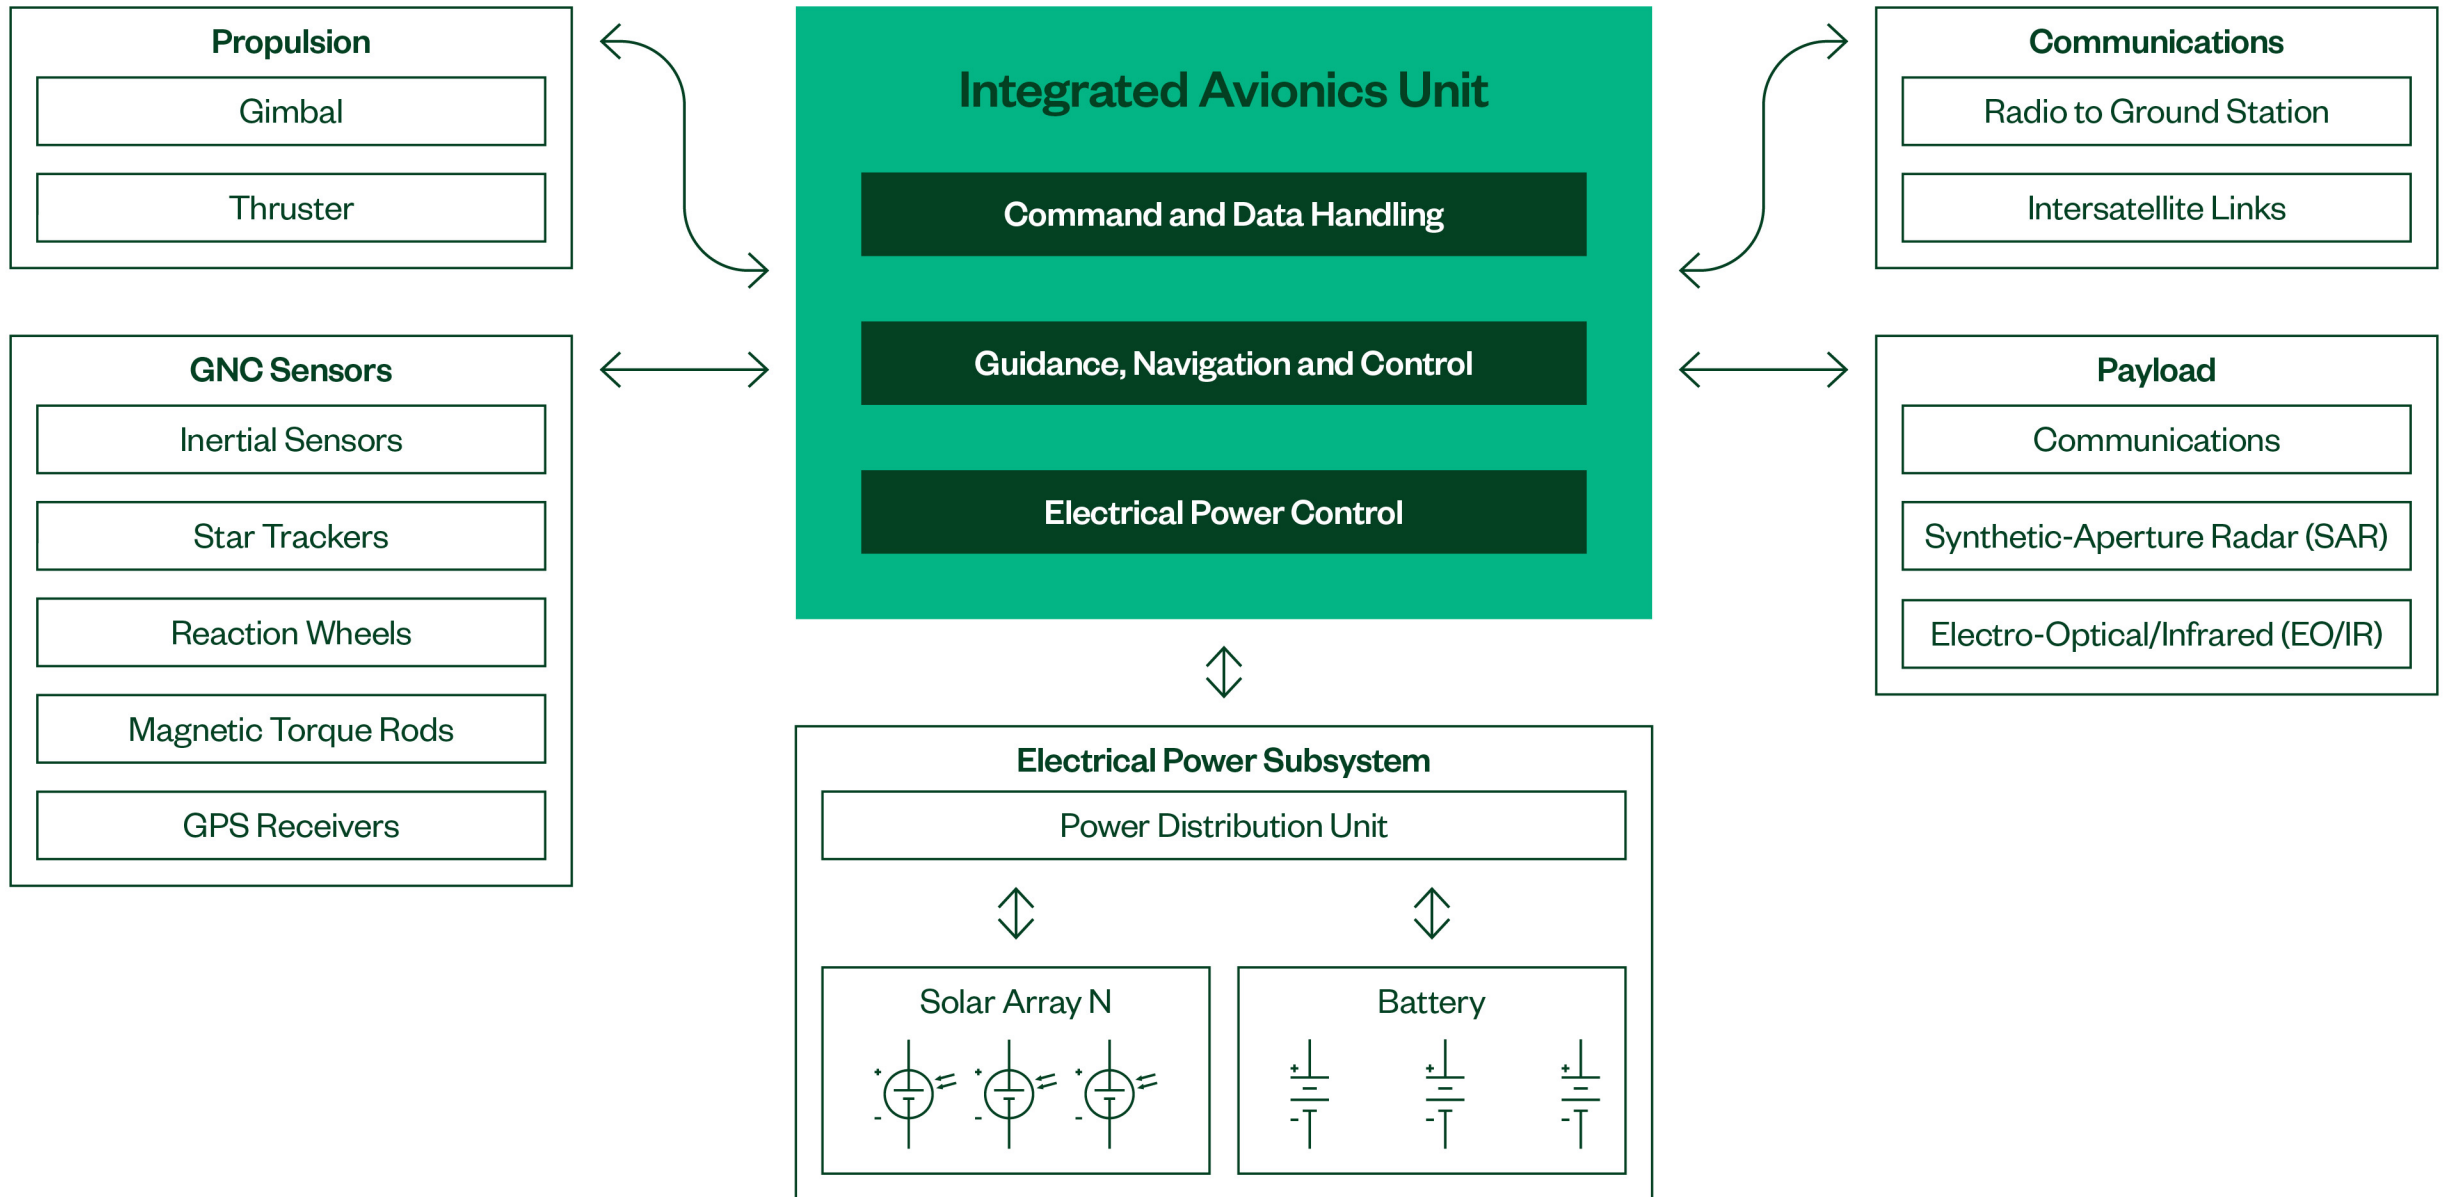 Propulsion
Gimbal
Thruster
GNC Sensors
Inertial Sensors
Star Trackers
Reaction Wheels
Magnetic Torque Rods
GPS Receivers
Integrated Avionics Unit
Command and Data Handling
Guidance, Navigation and Control
Electrical Power Control
Electrical Power Subsystem
Power Distribution Unit
Solar Array N
+ + +
- - -
Battery
+ + +
- - -
Communications
Radio to Ground Station
Intersatellite Links
Payload
Communications
Synthetic-Aperture Radar (SAR)
Electro-Optical/Infrared (EO/IR)